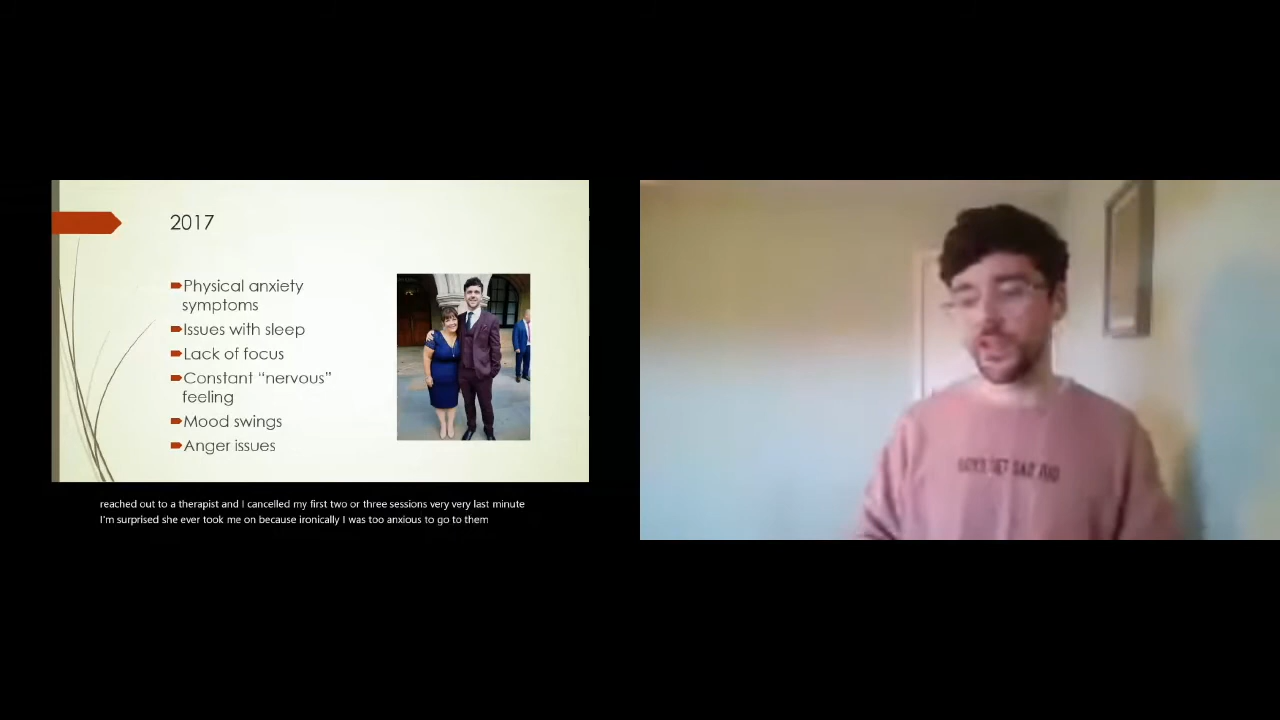 2017
Physical anxiety
symptoms
Issues with sleep
Lack of focus
Constant “nervous”
feeling
Mood swings
Anger issues
reached out to a therapist and I cancelled my first two or three sessions very very last minute
I'm surprised she ever took me on because ironically I was too anxious to go to them